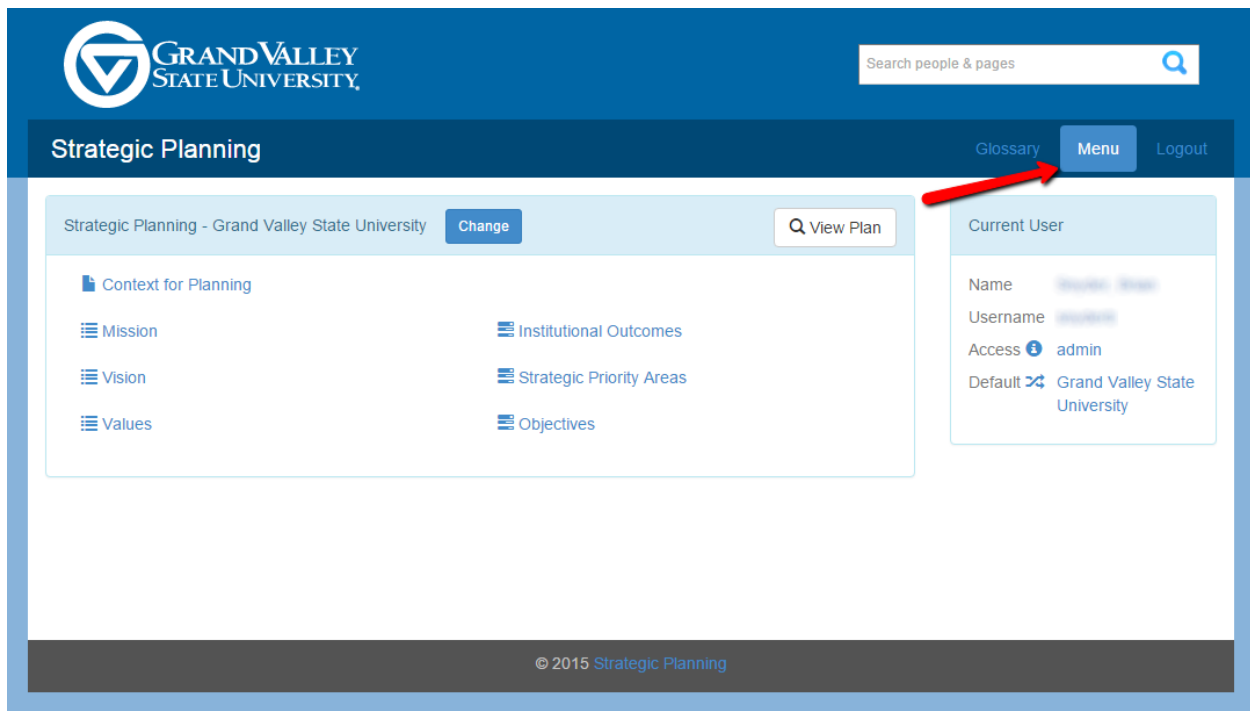 GRAND VALLEY
STATE UNIVERSITY
Search people & pages
Strategic Planning
Glossary
Menu
Logout
Strategic Planning - Grand Valley State University
Change
View Plan
Context for Planning
Mission
Institutional Outcomes
Vision
Strategic Priority Areas
Values
Objectives
Current User
Name
Username
Access admin
Default Grand Valley State
University
© 2015 Strategic Planning